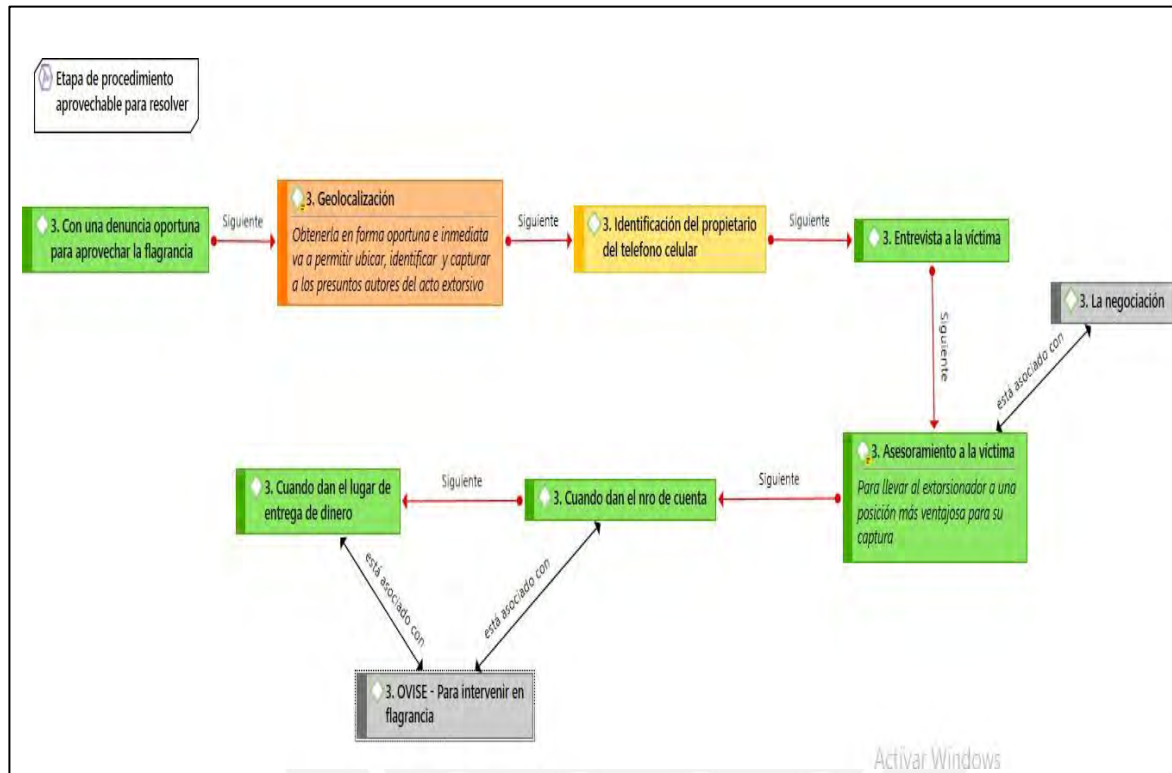 Etapa de procedimiento
aprovechable para resolver
3. Con una denuncia oportuna
para aprovechar la flagrancia
Siguiente
3. Geolocalización
Obtenerla en forma oportuna e inmediata
va a permitir ubicar, identificar y capturar
a los presuntos autores del acto extorsivo
Siguiente
3. Identificación del propietario
del telefono celular
Siguiente
3. Entrevista a la víctima
Siguiente
3. La negociación
está asociado con
3. Asesoramiento a la víctima
Para llevar al extorsionador a una
posición más ventajosa para su
captura
Siguiente
3. Cuando dan el nro de cuenta
Siguiente
3. Cuando dan el lugar de
entrega de dinero
está asociado con
está asociado con
3. OVISE - Para intervenir en
flagrancia
Activar Windows